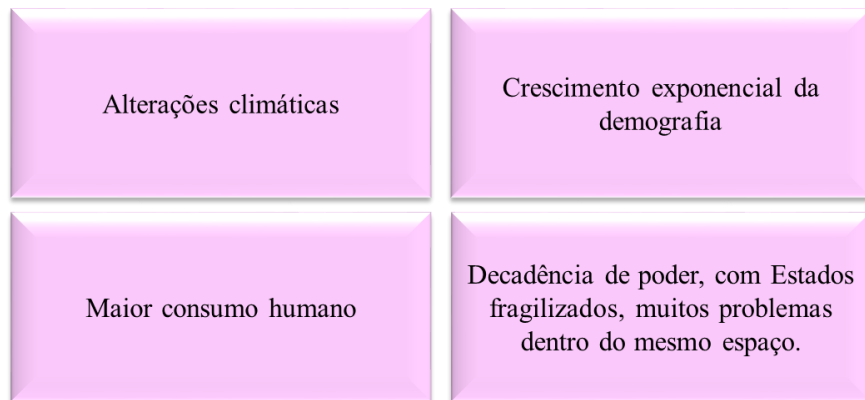 Alterações climáticas
Crescimento exponencial da
demografia
Maior consumo humano
Decadência de poder, com Estados
fragilizados, muitos problemas
dentro do mesmo espaço.